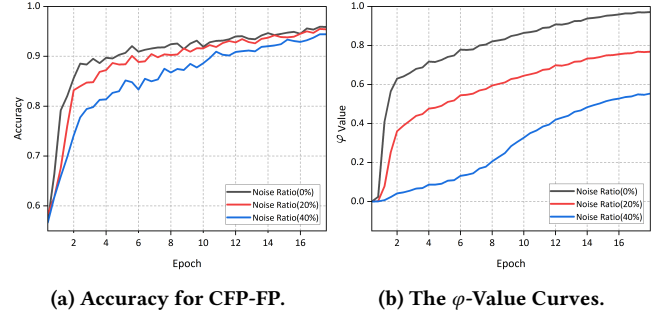 1.0
0.9
0.8
0.7
0.6
Accuracy
2 4 6 8 10 12 14 16
Epoch
Noise Ratio(0%)
Noise Ratio(20%)
Noise Ratio(40%)
(a) Accuracy for CFP-FP.
1.0
0.8
0.6
0.4
0.2
0.0
φ Value
2 4 6 8 10 12 14 16
Epoch
Noise Ratio(0%)
Noise Ratio(20%)
Noise Ratio(40%)
(b) The φ-Value Curves.